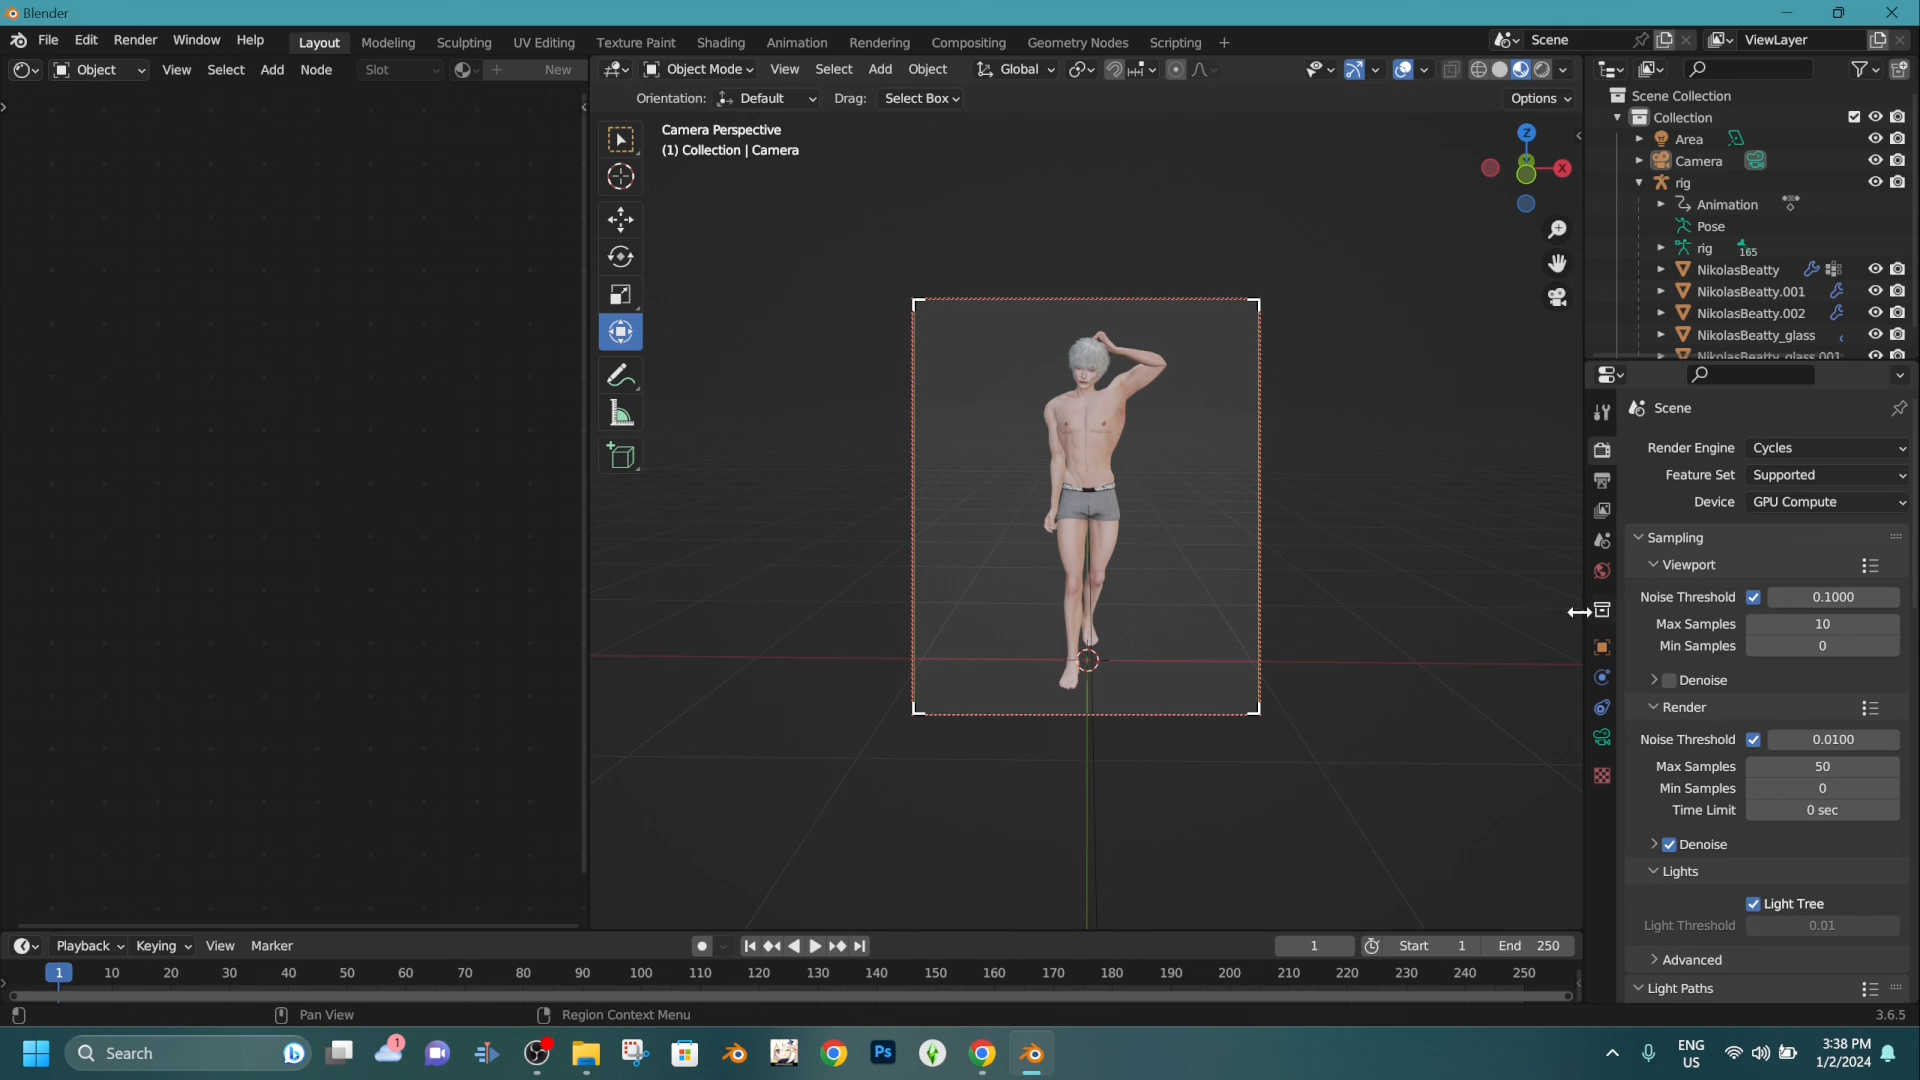 Blender
File Edit Render Window Help Layout Modeling Sculpting UV Editing Texture Paint Shading Animation Rendering Compositing Geometry Nodes Scripting + Scene ViewLayer
Object View Select Add Node Slot New Object Mode View Select Add Object Global
Orientation: Default Drag: Select Box Options
Camera Perspective
(1) Collection | Camera
Z
Y
X
Scene Collection
Collection
Area
Camera
rig
Animation
Pose
rig 165
NikolasBeatty
NikolasBeatty.001
NikolasBeatty.002
NikolasBeatty_glass
NikolasBeatty_glass.001
Scene
Render Engine Cycles
Feature Set Supported
Device GPU Compute
Sampling
Viewport
Noise Threshold 0.1000
Max Samples 10
Min Samples 0
Denoise
Render
Noise Threshold 0.0100
Max Samples 50
Min Samples 0
Time Limit 0 sec
Denoise
Lights
Light Tree
Light Threshold 0.01
Advanced
Light Paths
Playback Keying View Marker 1 Start 1 End 250
1 10 20 30 40 50 60 70 80 90 100 110 120 130 140 150 160 170 180 190 200 210 220 230 240 250
Pan View Region Context Menu 3.6.5
Search 1 Ps ENG US 3:38 PM 1/2/2024